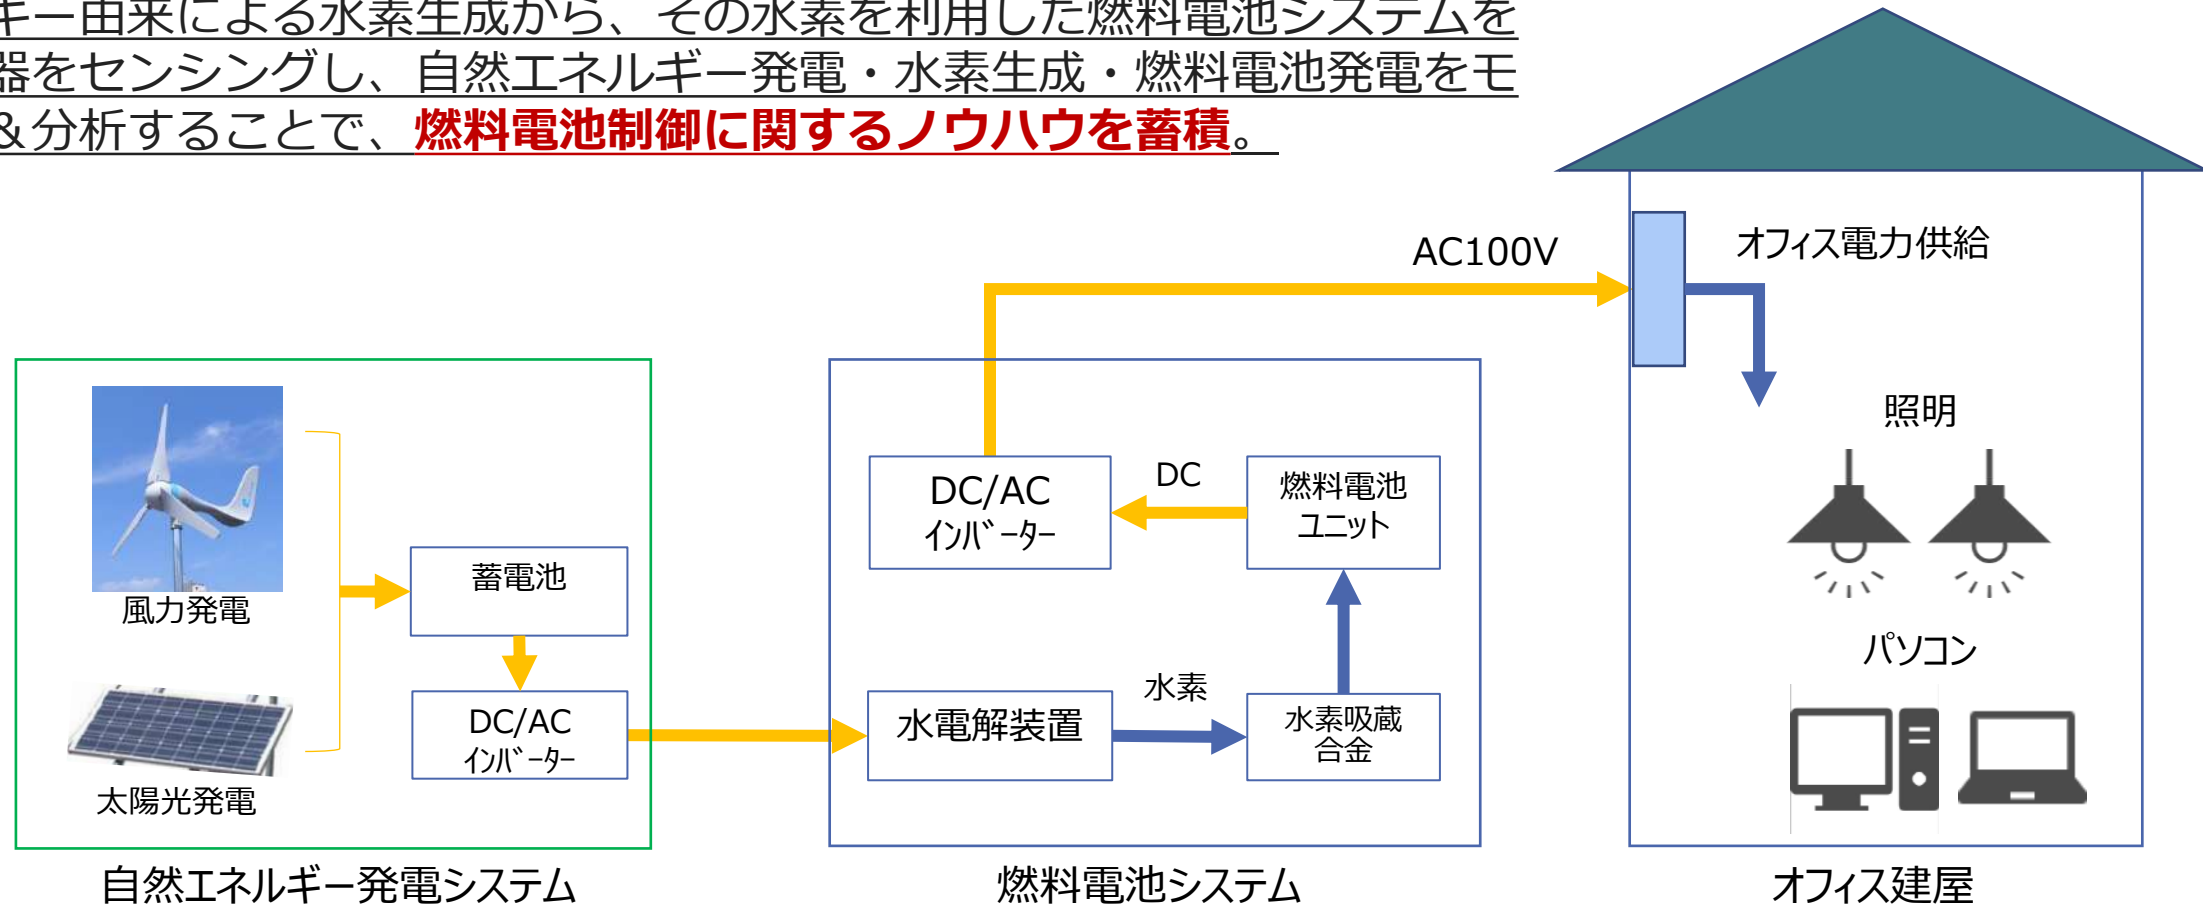 キー由来による水素生成から、その水素を利用した燃料電池システムを
器をセンシングし、自然エネルギー発電・水素生成・燃料電池発電をモ
＆分析することで、燃料電池制御に関するノウハウを蓄積。
AC100V
オフィス電力供給
照明
パソコン
風力発電
太陽光発電
蓄電池
DC/AC
インバーター
DC/AC
インバーター
DC
燃料電池
ユニット
水電解装置
水素
水素吸蔵
合金
自然エネルギー発電システム
燃料電池システム
オフィス建屋